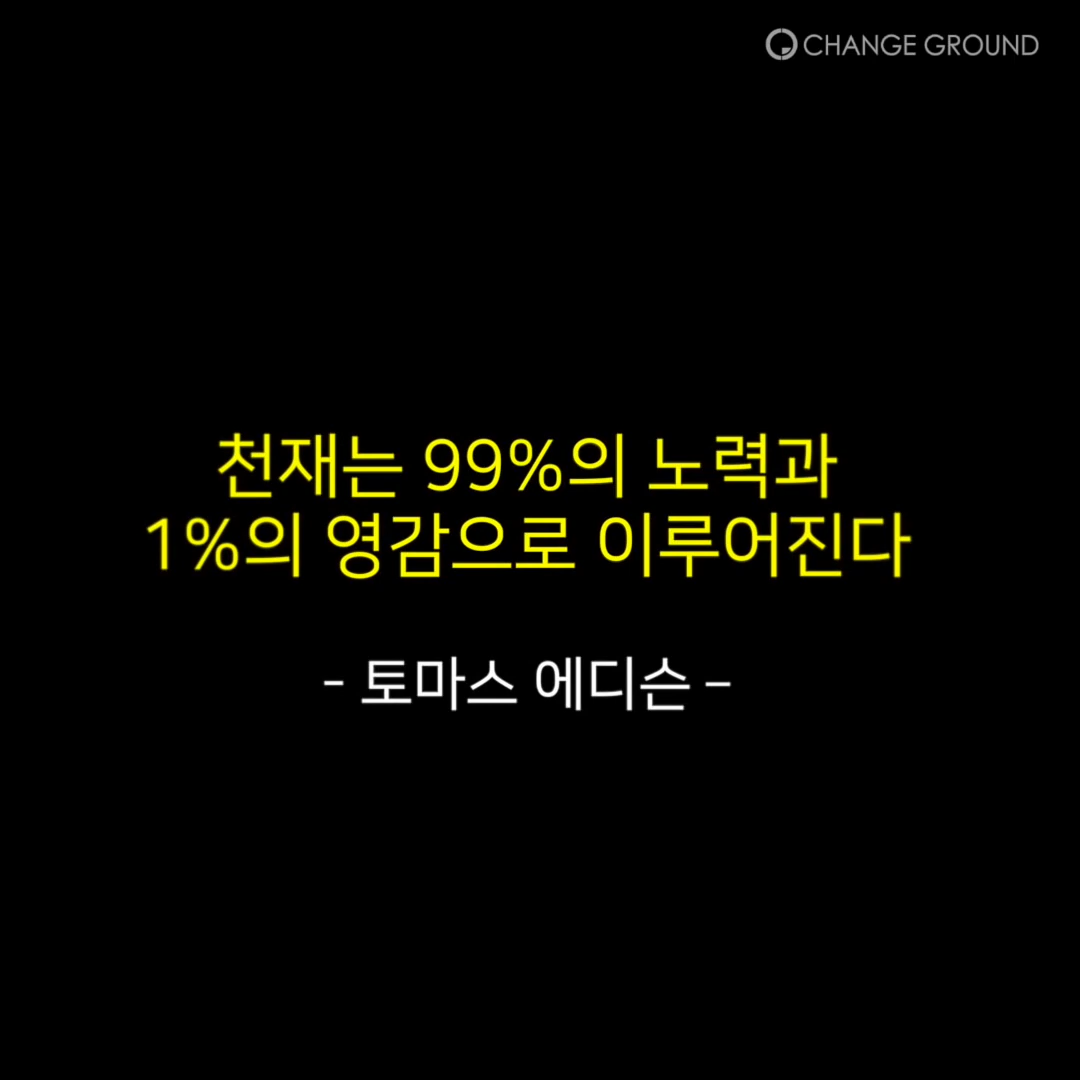 CHANGE GROUND
천재는 99%의 노력과
1%의 영감으로 이루어진다
- 토마스 에디슨 –